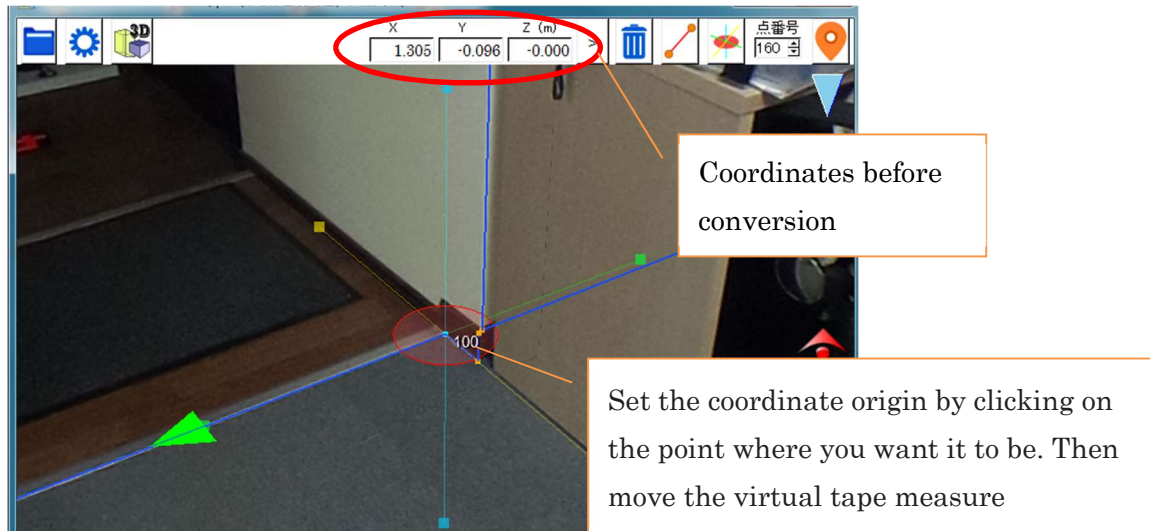 X Y Z (m)
1.305 -0.096 -0.000 >
3D
点番号
160
Coordinates before
conversion
100
Set the coordinate origin by clicking on
the point where you want it to be. Then
move the virtual tape measure